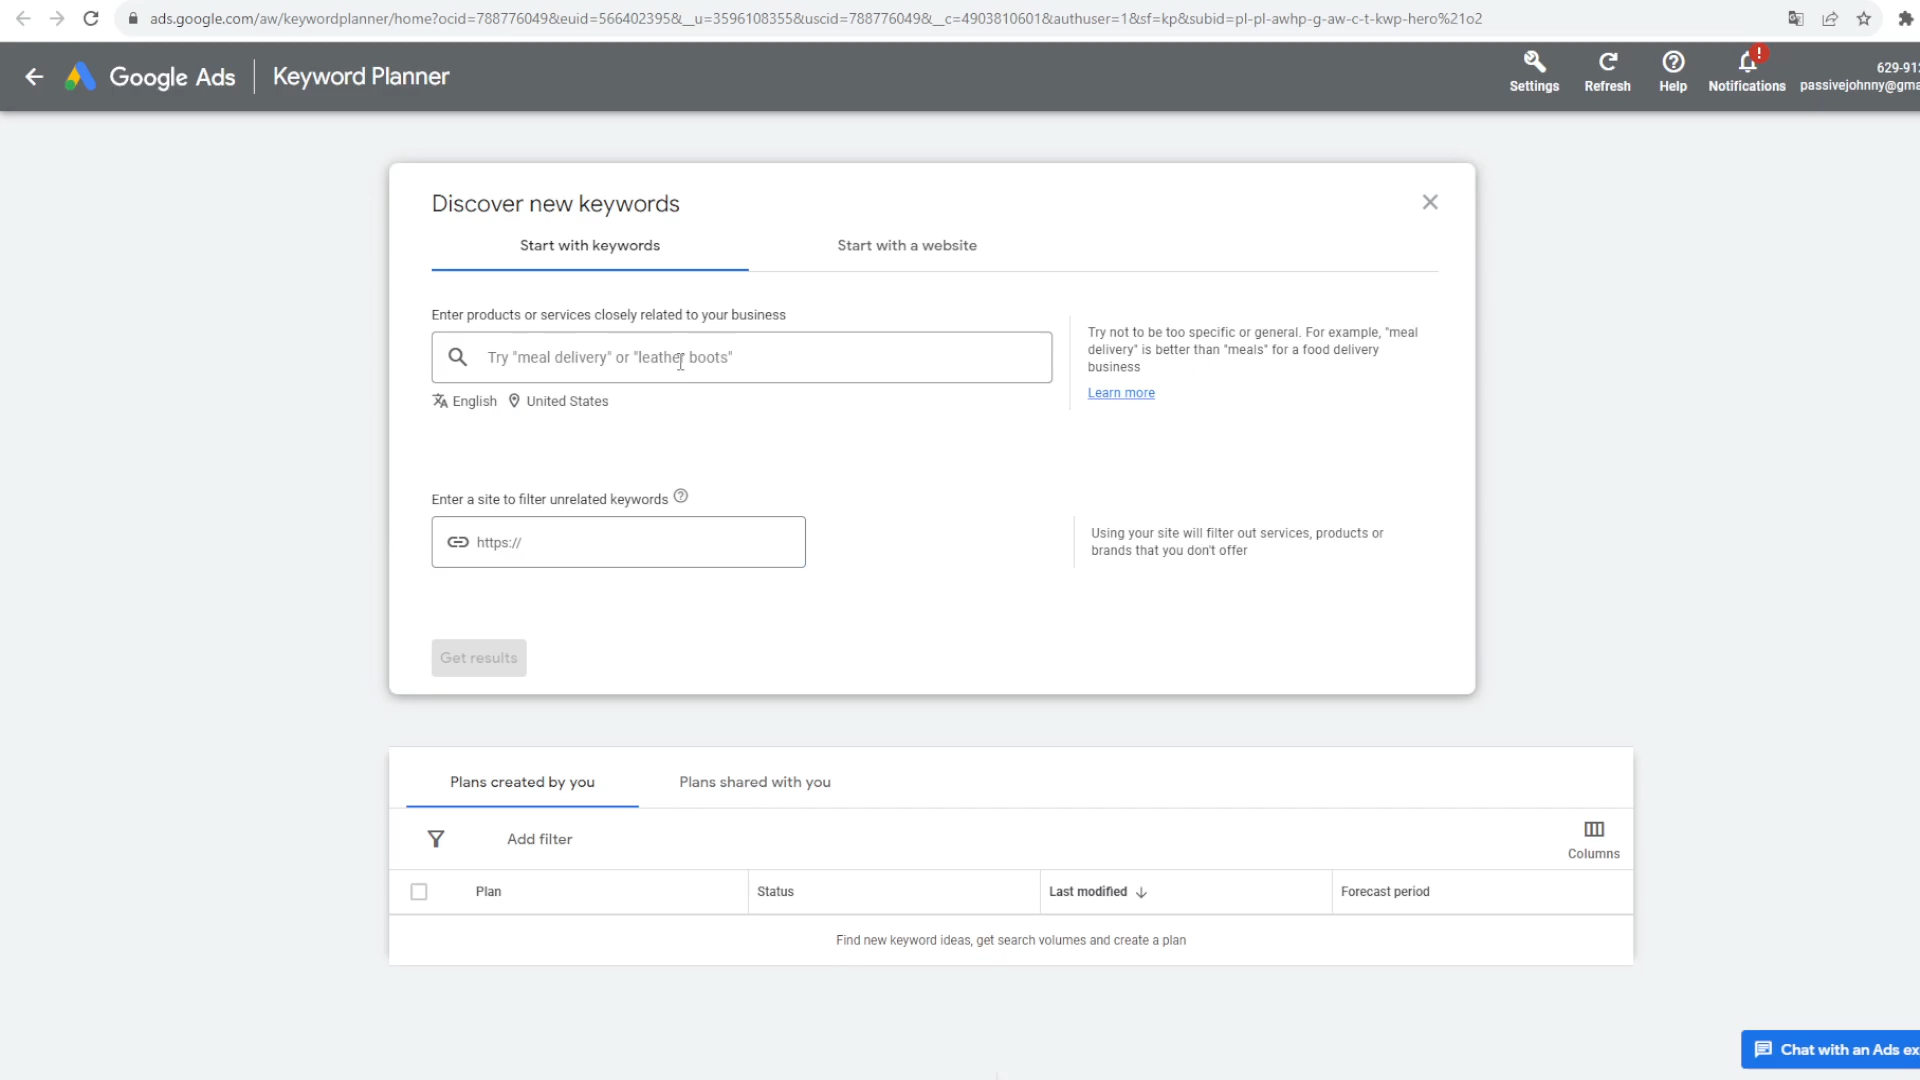 ads.google.com/aw/keywordplanner/home?ocid=788776049&euid=566402395&__u=3596108355&uscid=788776049&__c=4903810601&authuser=1&sf=kp&subid=pl-pl-awhp-g-aw-c-t-kwp-hero%21o2
Google Ads | Keyword Planner
Settings
Refresh
Help
!
Notifications
629-91
passivejohnny@gma
Discover new keywords
Start with keywords
Start with a website
Enter products or services closely related to your business
Try "meal delivery" or "leather boots"
English
United States
Try not to be too specific or general. For example, "meal
delivery" is better than "meals" for a food delivery
business
Learn more
Enter a site to filter unrelated keywords
https://
Using your site will filter out services, products or
brands that you don't offer
Get results
Plans created by you
Plans shared with you
Add filter
Columns
Plan
Status
Last modified
Forecast period
Find new keyword ideas, get search volumes and create a plan
Chat with an Ads ex